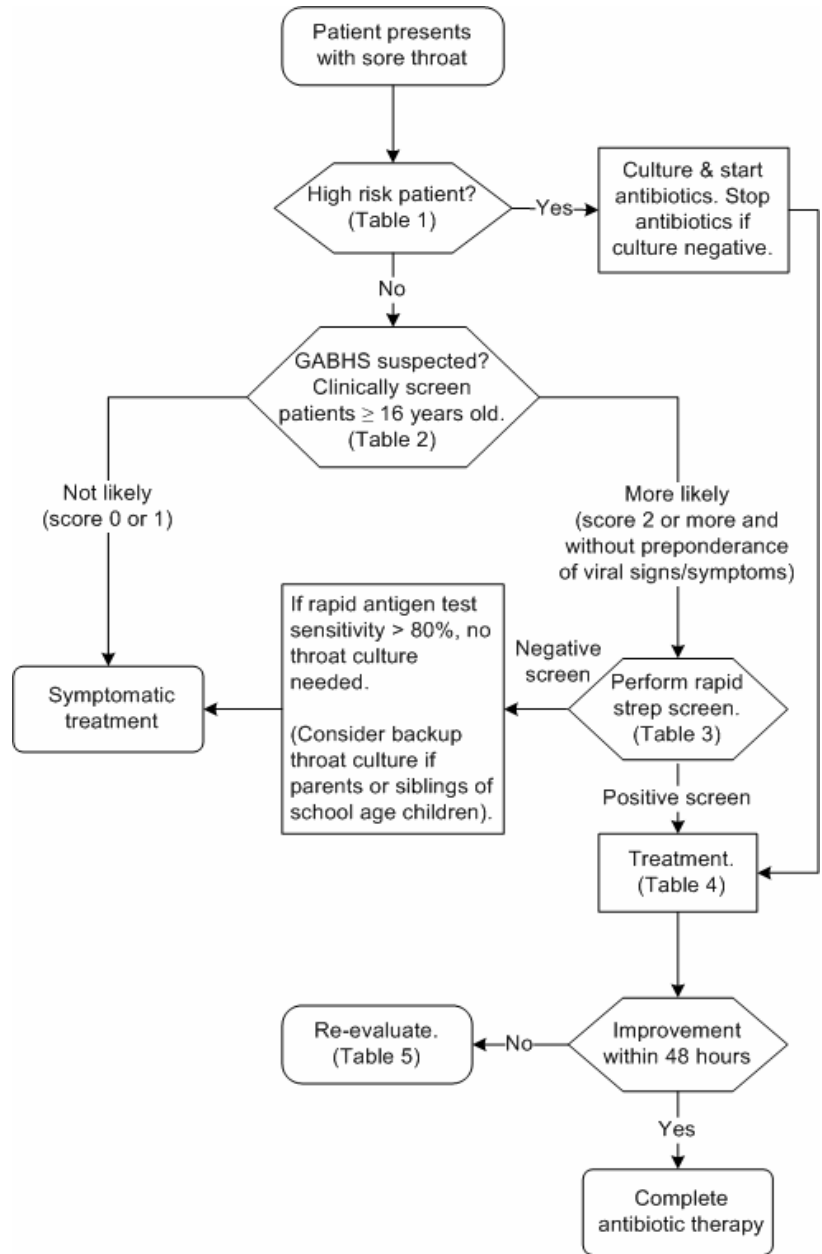 Patient presents
with sore throat
High risk patient?
(Table 1)
Yes
Culture & start
antibiotics. Stop
antibiotics if
culture negative.
No
GABHS suspected?
Clinically screen
patients ≥ 16 years old.
(Table 2)
Not likely
(score 0 or 1)
More likely
(score 2 or more and
without preponderance
of viral signs/symptoms)
Symptomatic
treatment
If rapid antigen test
sensitivity > 80%, no
throat culture
needed.
(Consider backup
throat culture if
parents or siblings of
school age children).
Negative
screen
Perform rapid
strep screen.
(Table 3)
Positive screen
Treatment.
(Table 4)
Improvement
within 48 hours
No
Re-evaluate.
(Table 5)
Yes
Complete
antibiotic therapy